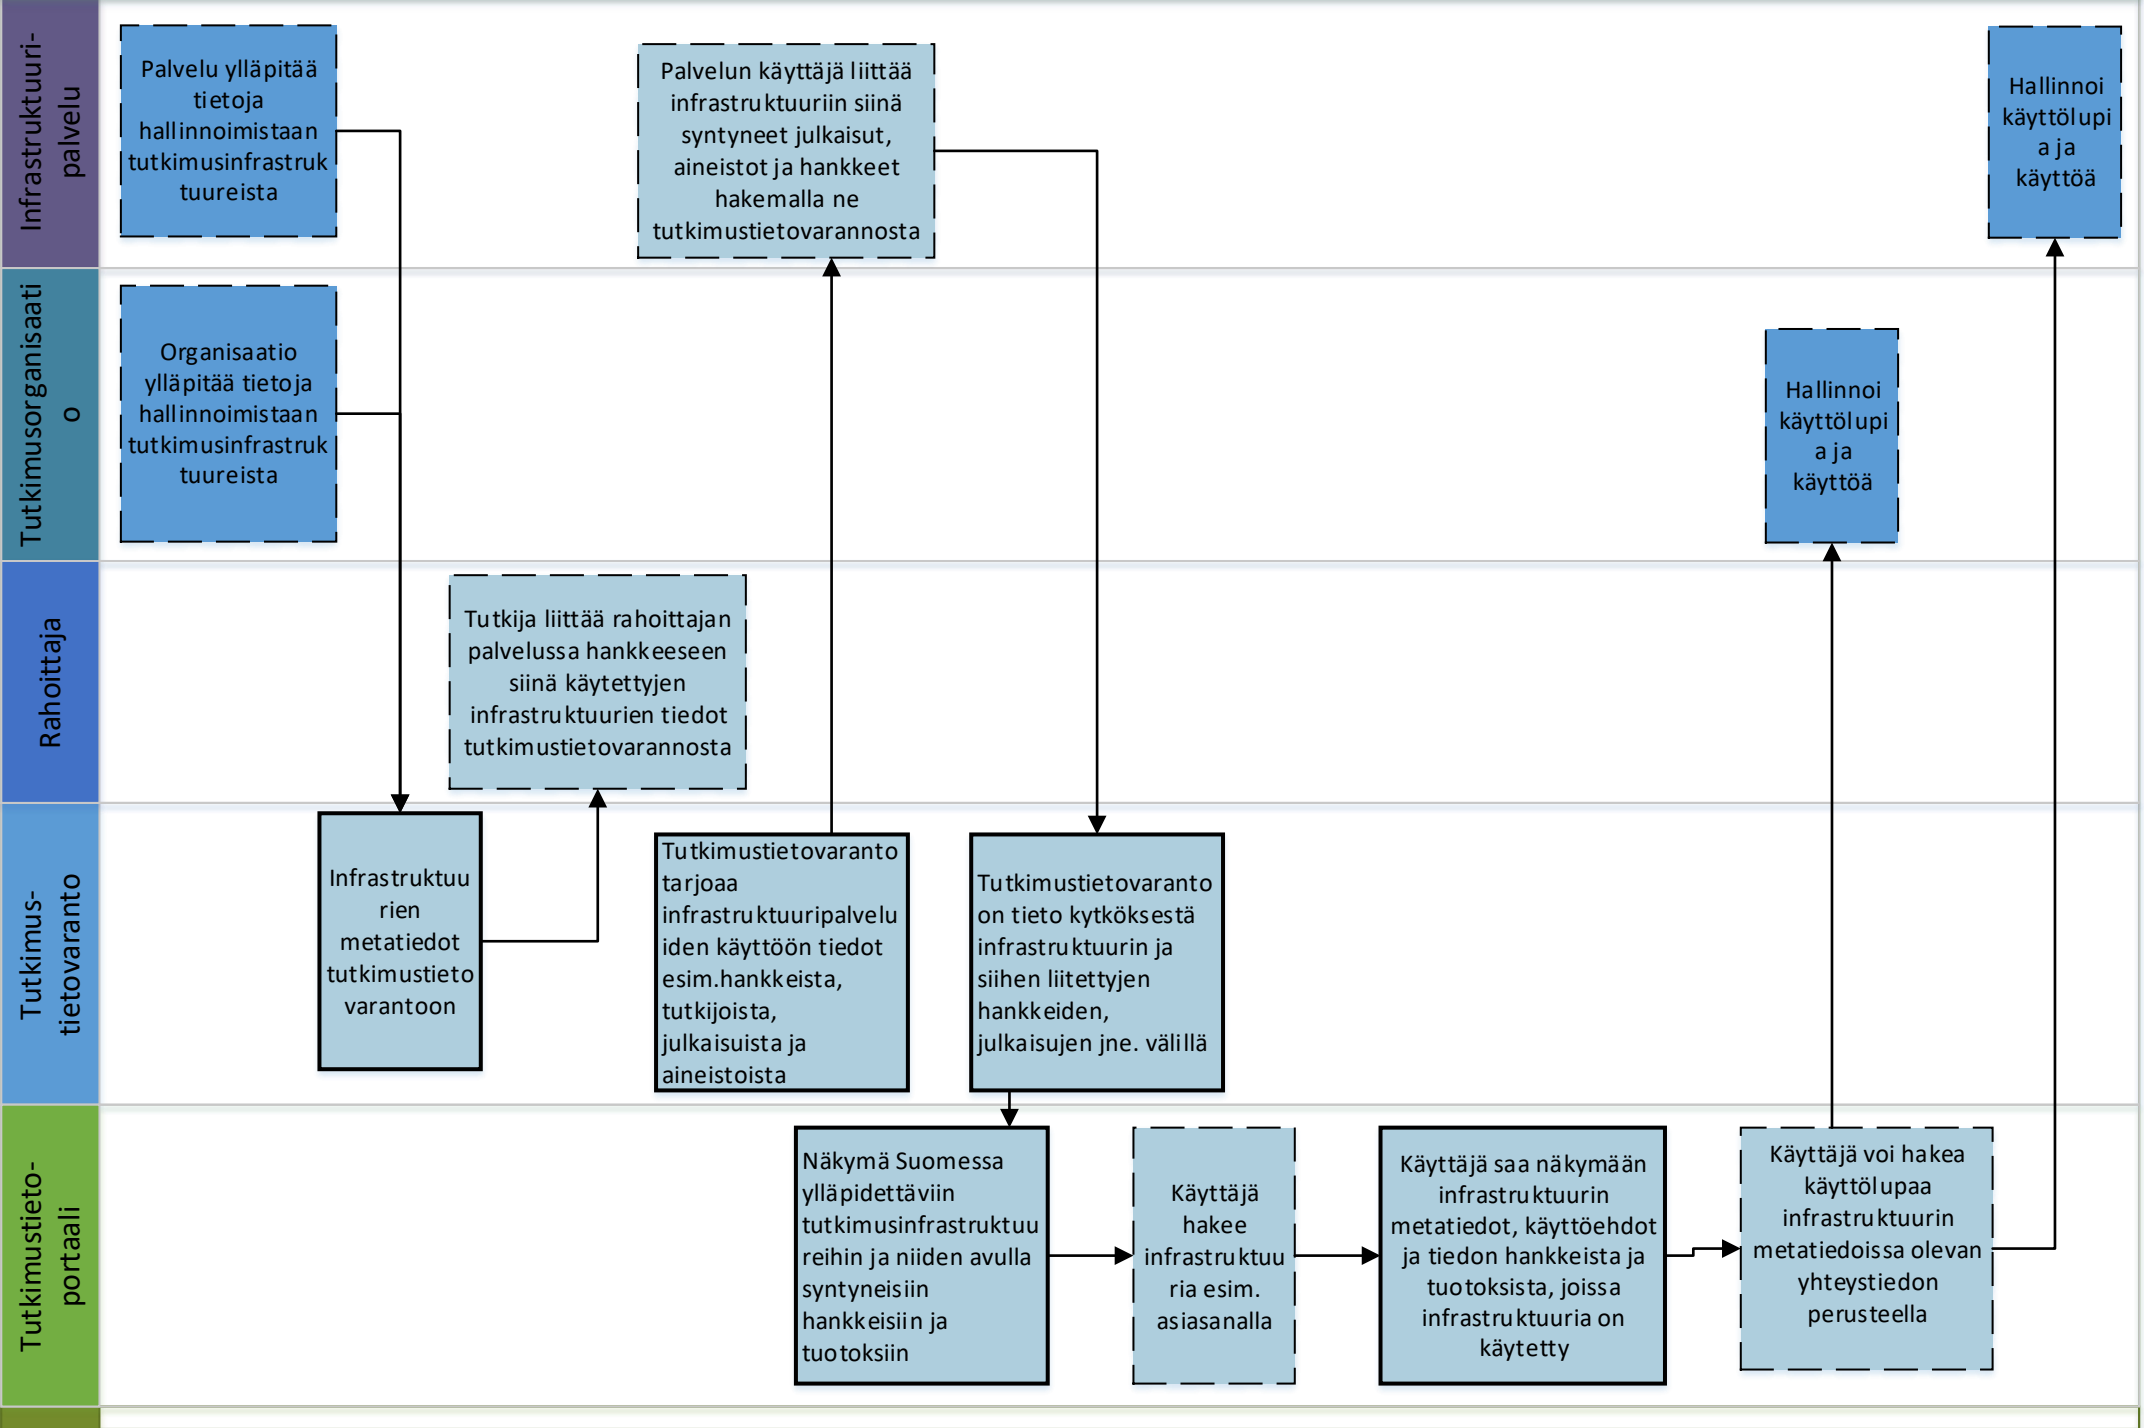 Infrastruktuuri-
palvelu
Palvelu ylläpitää
tietoja
hallinnoimistaan
tutkimusinfrastruk
tuureista
Palvelun käyttäjä liittää
infrastruktuuriin siinä
syntyneet julkaisut,
aineistot ja hankkeet
hakemalla ne
tutkimustietovarannosta
Hallinnoi
käyttölupi
a ja
käyttöä
Tutkimusorganisaati
o
Organisaatio
ylläpitää tietoja
hallinnoimistaan
tutkimusinfrastruk
tuureista
Hallinnoi
käyttölupi
a ja
käyttöä
Rahoittaja
Tutkija liittää rahoittajan
palvelussa hankkeeseen
siinä käytettyjen
infrastruktuurien tiedot
tutkimustietovarannosta
Tutkimus-
tietovaranto
Infrastruktuu
rien
metatiedot
tutkimustieto
varantoon
Tutkimustietovaranto
tarjoaa
infrastruktuuripalvelu
iden käyttöön tiedot
esim.hankkeista,
tutkijoista,
julkaisuista ja
aineistoista
Tutkimustietovaranto
on tieto kytköksestä
infrastruktuurin ja
siihen liitettyjen
hankkeiden,
julkaisujen jne. välillä
Tutkimustieto-
portaali
Näkymä Suomessa
ylläpidettäviin
tutkimusinfrastruktuu
reihin ja niiden avulla
syntyneisiin
hankkeisiin ja
tuotoksiin
Käyttäjä
hakee
infrastruktuu
ria esim.
asiasanalla
Käyttäjä saa näkymään
infrastruktuurin
metatiedot, käyttöehdot
ja tiedon hankkeista ja
tuotoksista, joissa
infrastruktuuria on
käytetty
Käyttäjä voi hakea
käyttölupaa
infrastruktuurin
metatiedoissa olevan
yhteystiedon
perusteella